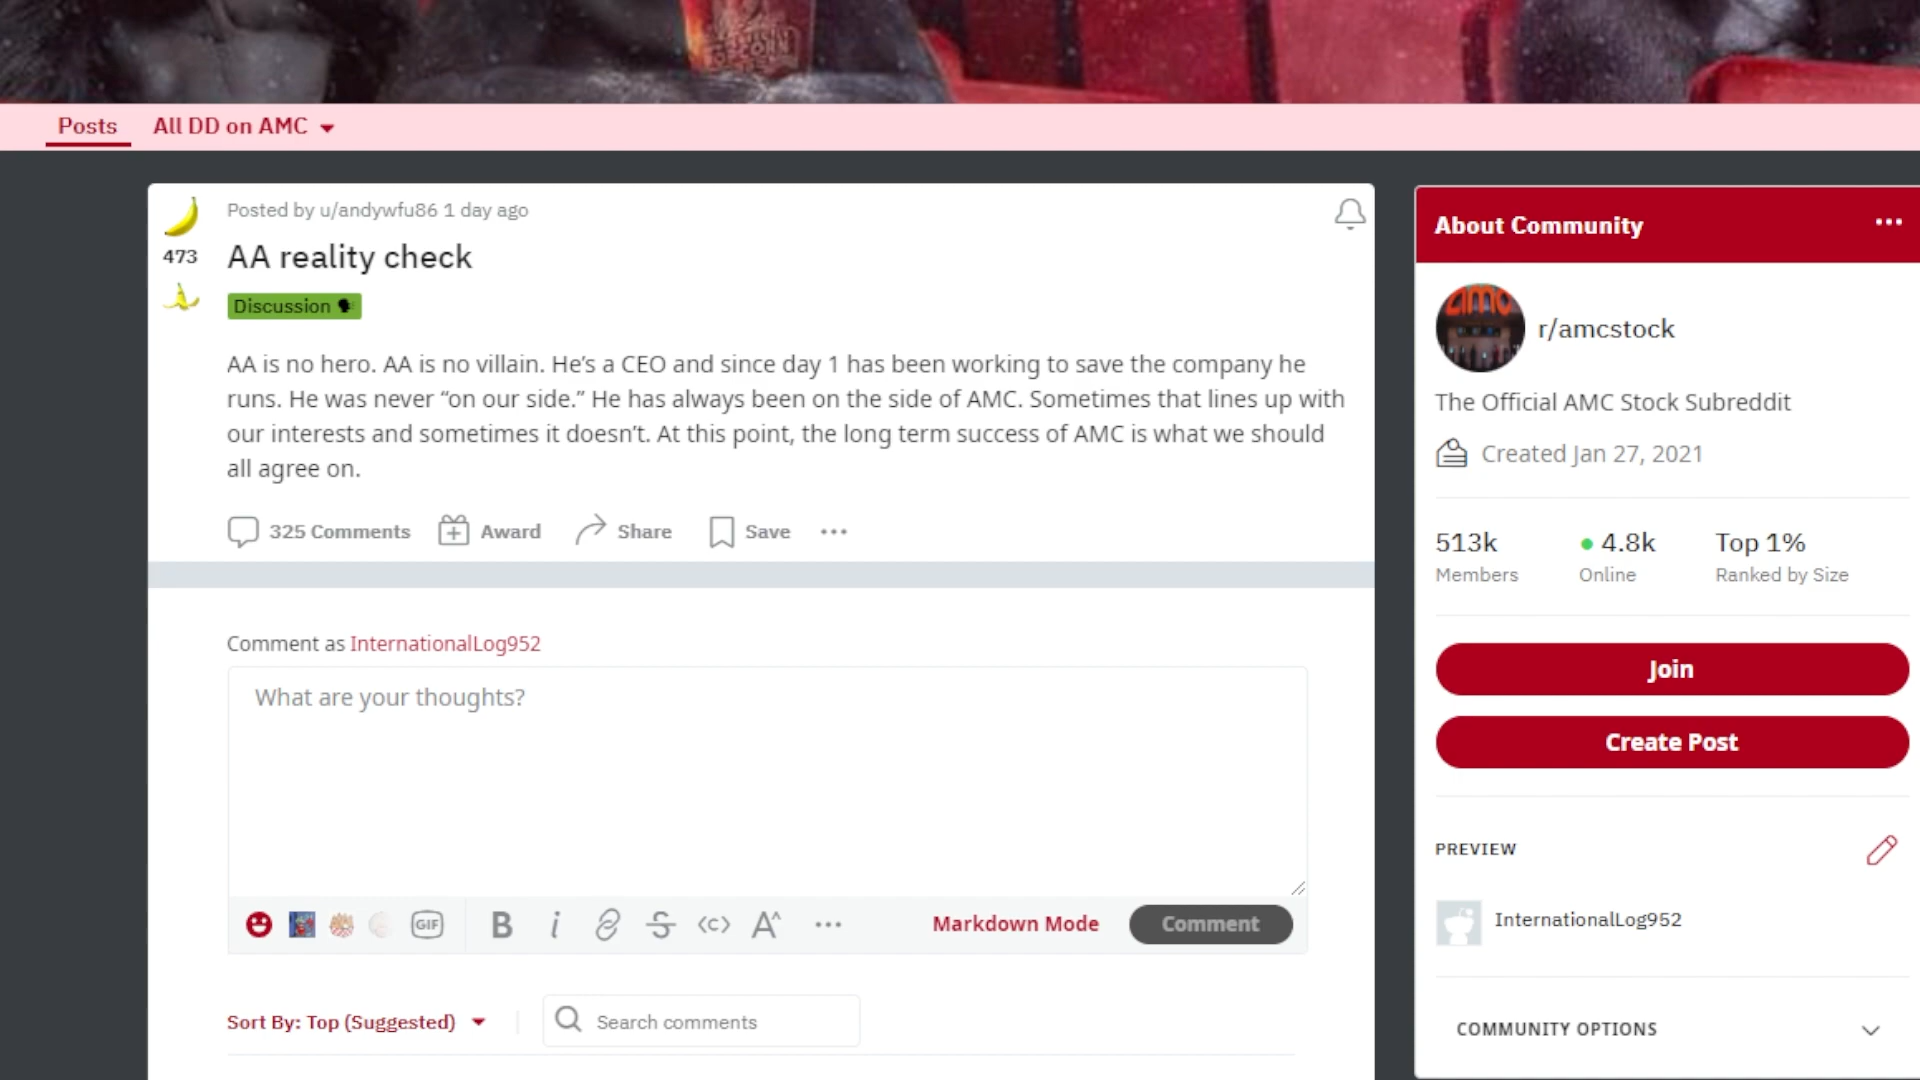 Posts
All DD on AMC
Posted by u/andywfu86 1 day ago
473
AA reality check
Discussion
AA is no hero. AA is no villain. He’s a CEO and since day 1 has been working to save the company he
runs. He was never “on our side.” He has always been on the side of AMC. Sometimes that lines up with
our interests and sometimes it doesn’t. At this point, the long term success of AMC is what we should
all agree on.
325 Comments
Award
Share
Save
Comment as InternationalLog952
What are your thoughts?
GIF
Markdown Mode
Comment
Sort By: Top (Suggested)
Search comments
About Community
amc
r/amcstock
The Official AMC Stock Subreddit
Created Jan 27, 2021
513k
4.8k
Top 1%
Members
Online
Ranked by Size
Join
Create Post
PREVIEW
InternationalLog952
COMMUNITY OPTIONS